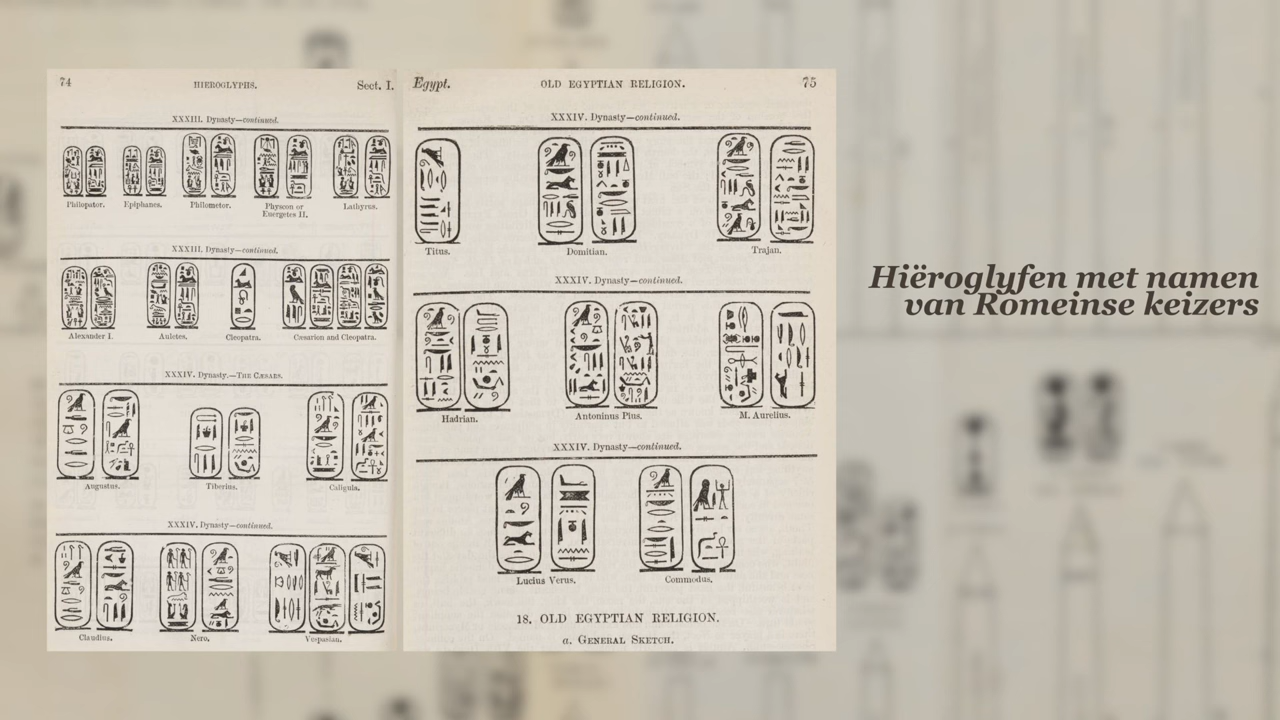 74 HIEROGLYPHS. Sect. I.
XXXIII. Dynasty—continued.
Philopator. Epiphanes. Philometor. Physcon or Euergetes II. Lathyrus.
XXXIII. Dynasty—continued.
Alexander I. Auletes. Cleopatra. Cæsarion and Cleopatra.
XXXIV. Dynasty.—The Cæsars.
Augustus. Tiberius. Caligula.
XXXIV. Dynasty—continued.
Claudius. Nero. Vespasian.
Egypt. OLD EGYPTIAN RELIGION. 75
XXXIV. Dynasty—continued.
Titus. Domitian. Trajan.
XXXIV. Dynasty—continued.
Hadrian. Antoninus Pius. M. Aurelius.
XXXIV. Dynasty—continued.
Lucius Verus. Commodus.
18. OLD EGYPTIAN RELIGION.
a. General Sketch.
Hiëroglyfen met namen
van Romeinse keizers